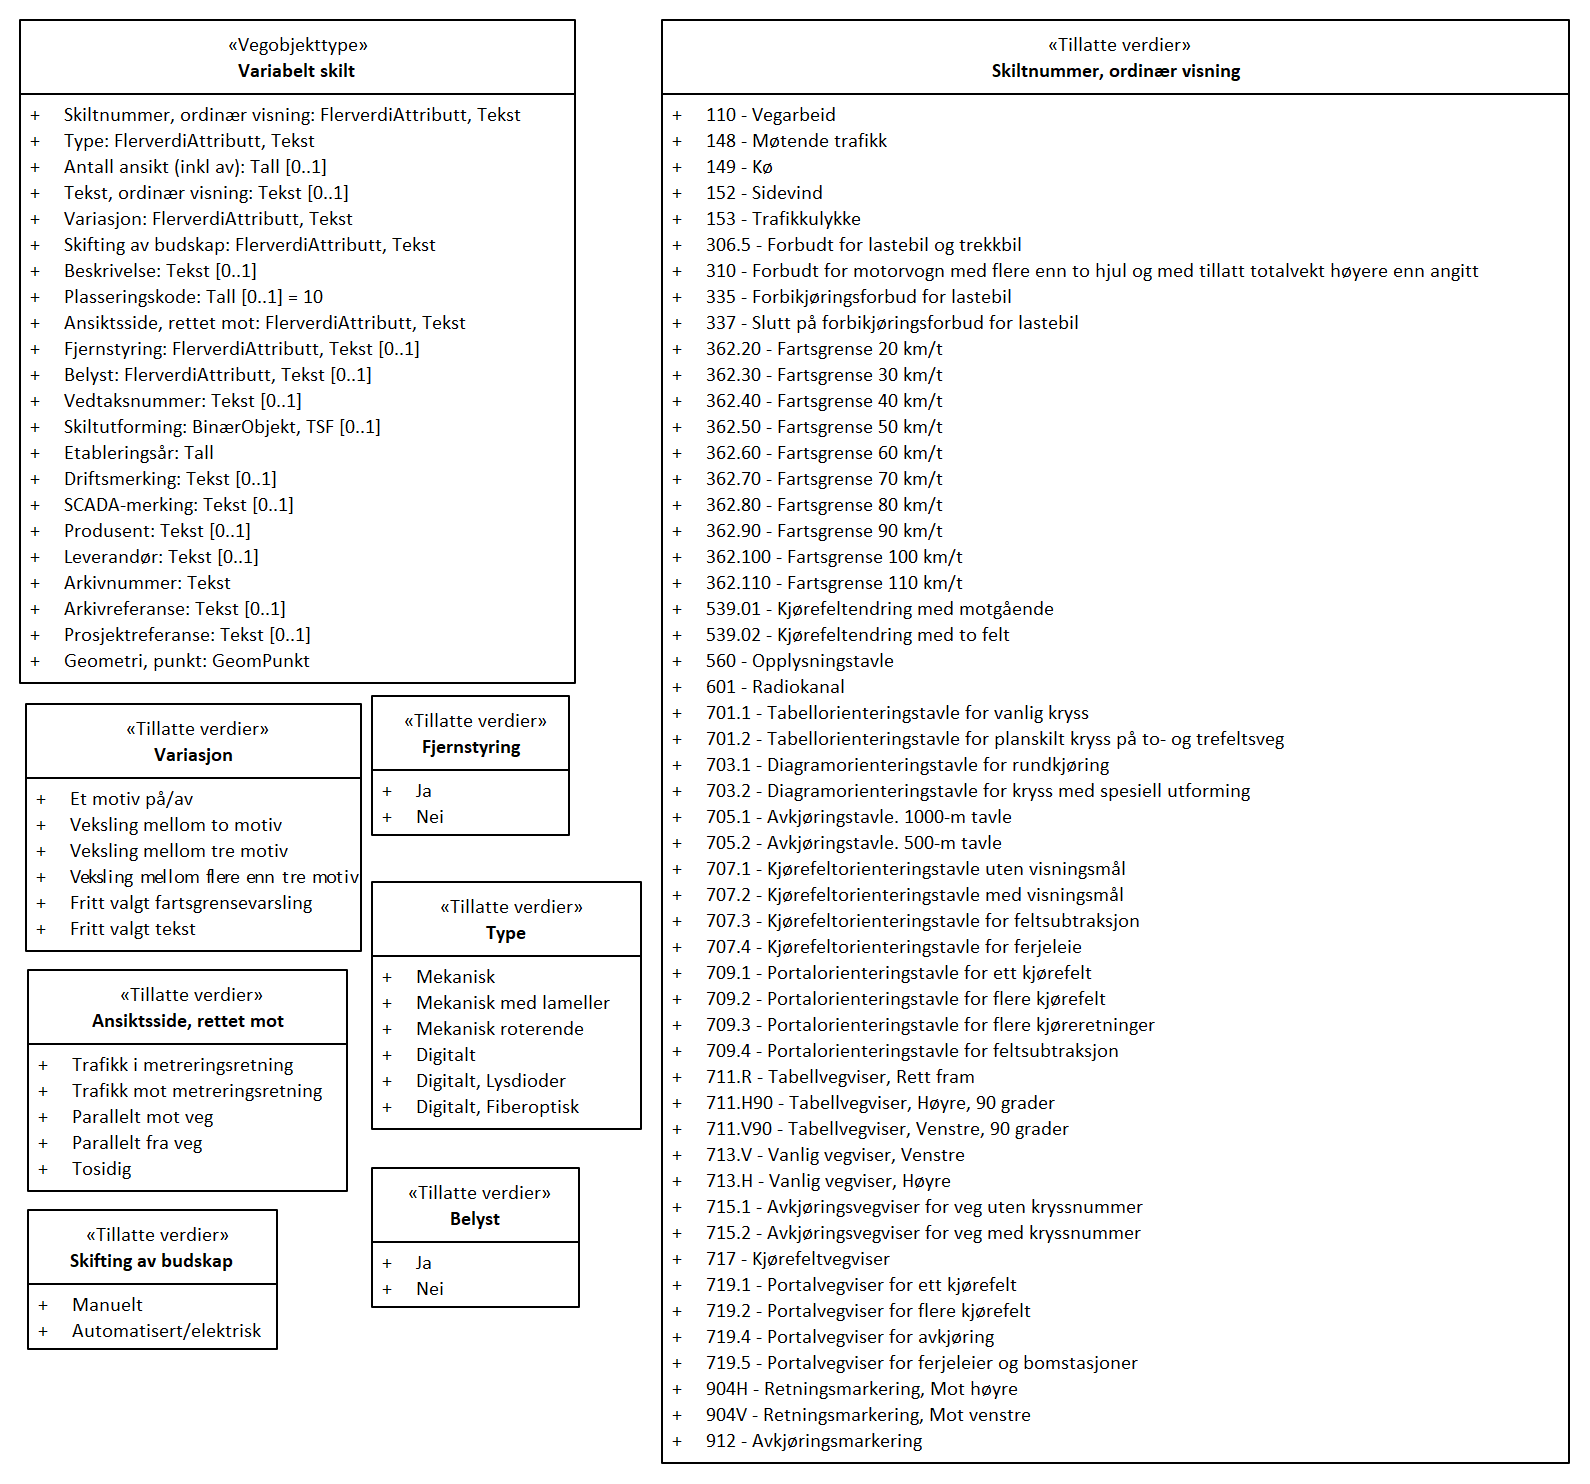 «Vegobjekttype»
Variabelt skilt
+ Skiltnummer, ordinær visning: FlerverdiAttributt, Tekst
+ Type: FlerverdiAttributt, Tekst
+ Antall ansikt (inkl av): Tall [0..1]
+ Tekst, ordinær visning: Tekst [0..1]
+ Variasjon: FlerverdiAttributt, Tekst
+ Skifting av budskap: FlerverdiAttributt, Tekst
+ Beskrivelse: Tekst [0..1]
+ Plasseringskode: Tall [0..1] = 10
+ Ansiktsside, rettet mot: FlerverdiAttributt, Tekst
+ Fjernstyring: FlerverdiAttributt, Tekst [0..1]
+ Belyst: FlerverdiAttributt, Tekst [0..1]
+ Vedtaksnummer: Tekst [0..1]
+ Skiltutforming: BinærObjekt, TSF [0..1]
+ Etableringsår: Tall
+ Driftsmerking: Tekst [0..1]
+ SCADA-merking: Tekst [0..1]
+ Produsent: Tekst [0..1]
+ Leverandør: Tekst [0..1]
+ Arkivnummer: Tekst
+ Arkivreferanse: Tekst [0..1]
+ Prosjektreferanse: Tekst [0..1]
+ Geometri, punkt: GeomPunkt
«Tillatte verdier»
Variasjon
+ Et motiv på/av
+ Veksling mellom to motiv
+ Veksling mellom tre motiv
+ Veksling mellom flere enn tre motiv
+ Fritt valgt fartsgrensevarsling
+ Fritt valgt tekst
«Tillatte verdier»
Fjernstyring
+ Ja
+ Nei
«Tillatte verdier»
Type
+ Mekanisk
+ Mekanisk med lameller
+ Mekanisk roterende
+ Digitalt
+ Digitalt, Lysdioder
+ Digitalt, Fiberoptisk
«Tillatte verdier»
Ansiktsside, rettet mot
+ Trafikk i metreringsretning
+ Trafikk mot metreringsretning
+ Parallelt mot veg
+ Parallelt fra veg
+ Tosidig
«Tillatte verdier»
Belyst
+ Ja
+ Nei
«Tillatte verdier»
Skifting av budskap
+ Manuelt
+ Automatisert/elektrisk
«Tillatte verdier»
Skiltnummer, ordinær visning
+ 110 - Vegarbeid
+ 148 - Møtende trafikk
+ 149 - Kø
+ 152 - Sidevind
+ 153 - Trafikkulykke
+ 306.5 - Forbudt for lastebil og trekkbil
+ 310 - Forbudt for motorvogn med flere enn to hjul og med tillatt totalvekt høyere enn angitt
+ 335 - Forbikjøringsforbud for lastebil
+ 337 - Slutt på forbikjøringsforbud for lastebil
+ 362.20 - Fartsgrense 20 km/t
+ 362.30 - Fartsgrense 30 km/t
+ 362.40 - Fartsgrense 40 km/t
+ 362.50 - Fartsgrense 50 km/t
+ 362.60 - Fartsgrense 60 km/t
+ 362.70 - Fartsgrense 70 km/t
+ 362.80 - Fartsgrense 80 km/t
+ 362.90 - Fartsgrense 90 km/t
+ 362.100 - Fartsgrense 100 km/t
+ 362.110 - Fartsgrense 110 km/t
+ 539.01 - Kjørefeltendring med motgående
+ 539.02 - Kjørefeltendring med to felt
+ 560 - Opplysningstavle
+ 601 - Radiokanal
+ 701.1 - Tabellorienteringstavle for vanlig kryss
+ 701.2 - Tabellorienteringstavle for planskilt kryss på to- og trefeltsveg
+ 703.1 - Diagramorienteringstavle for rundkjøring
+ 703.2 - Diagramorienteringstavle for kryss med spesiell utforming
+ 705.1 - Avkjøringstavle. 1000-m tavle
+ 705.2 - Avkjøringstavle. 500-m tavle
+ 707.1 - Kjørefeltorienteringstavle uten visningsmål
+ 707.2 - Kjørefeltorienteringstavle med visningsmål
+ 707.3 - Kjørefeltorienteringstavle for feltsubtraksjon
+ 707.4 - Kjørefeltorienteringstavle for ferjeleie
+ 709.1 - Portalorienteringstavle for ett kjørefelt
+ 709.2 - Portalorienteringstavle for flere kjørefelt
+ 709.3 - Portalorienteringstavle for flere kjøreretninger
+ 709.4 - Portalorienteringstavle for feltsubtraksjon
+ 711.R - Tabellvegviser, Rett fram
+ 711.H90 - Tabellvegviser, Høyre, 90 grader
+ 711.V90 - Tabellvegviser, Venstre, 90 grader
+ 713.V - Vanlig vegviser, Venstre
+ 713.H - Vanlig vegviser, Høyre
+ 715.1 - Avkjøringsvegviser for veg uten kryssnummer
+ 715.2 - Avkjøringsvegviser for veg med kryssnummer
+ 717 - Kjørefeltvegviser
+ 719.1 - Portalvegviser for ett kjørefelt
+ 719.2 - Portalvegviser for flere kjørefelt
+ 719.4 - Portalvegviser for avkjøring
+ 719.5 - Portalvegviser for ferjeleier og bomstasjoner
+ 904H - Retningsmarkering, Mot høyre
+ 904V - Retningsmarkering, Mot venstre
+ 912 - Avkjøringsmarkering